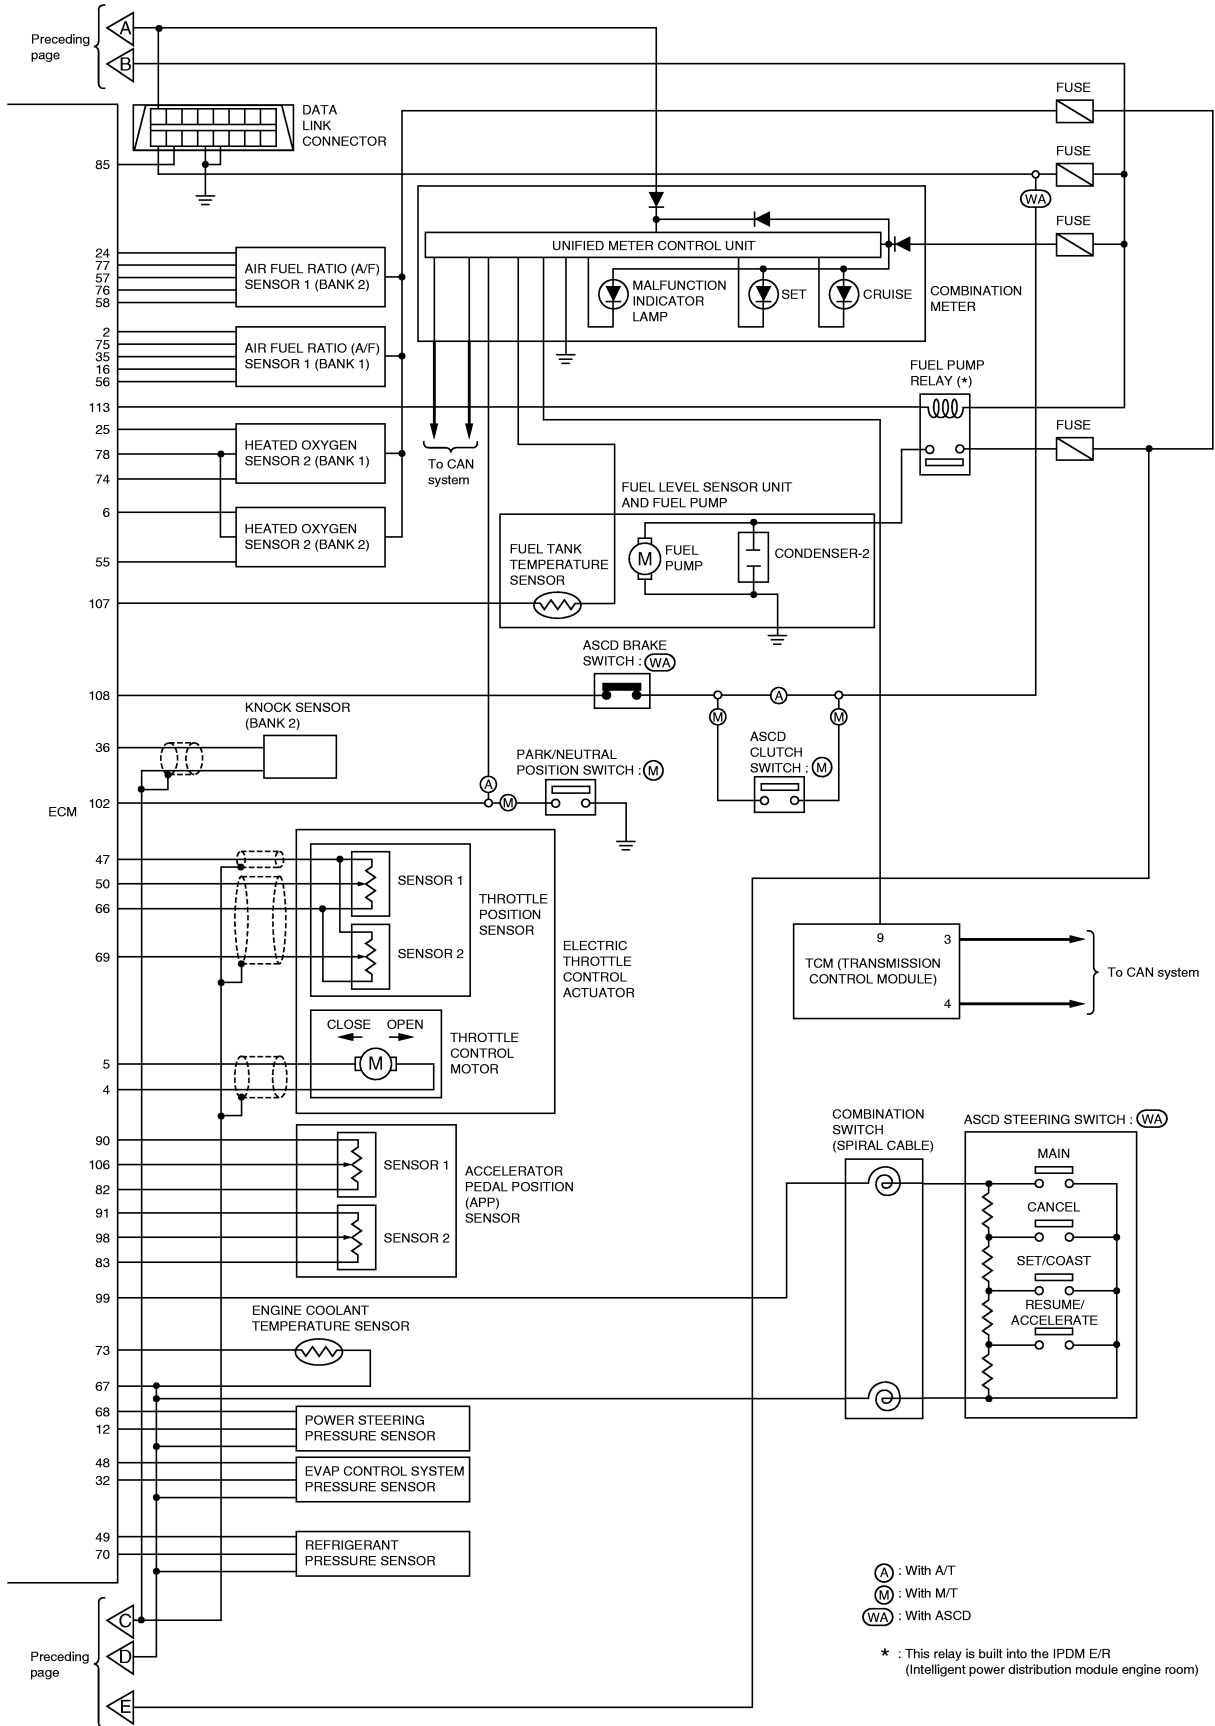 Preceding
page
A
B
FUSE
DATA
LINK
CONNECTOR
85
FUSE
WA
FUSE
UNIFIED METER CONTROL UNIT
24
77
57
76
58
AIR FUEL RATIO (A/F)
SENSOR 1 (BANK 2)
MALFUNCTION
INDICATOR
LAMP
SET
CRUISE
COMBINATION
METER
2
75
35
16
56
AIR FUEL RATIO (A/F)
SENSOR 1 (BANK 1)
FUEL PUMP
RELAY (*)
113
25
78
74
HEATED OXYGEN
SENSOR 2 (BANK 1)
FUSE
To CAN
system
6
55
HEATED OXYGEN
SENSOR 2 (BANK 2)
FUEL LEVEL SENSOR UNIT
AND FUEL PUMP
FUEL TANK
TEMPERATURE
SENSOR
M
FUEL
PUMP
CONDENSER-2
107
ASCD BRAKE
SWITCH : WA
108
A
M
M
KNOCK SENSOR
(BANK 2)
36
ASCD
CLUTCH
SWITCH : M
PARK/NEUTRAL
POSITION SWITCH : M
A
M
ECM
102
47
50
66
69
SENSOR 1
SENSOR 2
THROTTLE
POSITION
SENSOR
ELECTRIC
THROTTLE
CONTROL
ACTUATOR
9
3
4
TCM (TRANSMISSION
CONTROL MODULE)
To CAN system
CLOSE OPEN
M
THROTTLE
CONTROL
MOTOR
5
4
90
106
82
91
98
83
SENSOR 1
SENSOR 2
ACCELERATOR
PEDAL POSITION
(APP)
SENSOR
COMBINATION
SWITCH
(SPIRAL CABLE)
ASCD STEERING SWITCH : WA
MAIN
CANCEL
SET/COAST
RESUME/
ACCELERATE
99
ENGINE COOLANT
TEMPERATURE SENSOR
73
67
68
12
POWER STEERING
PRESSURE SENSOR
48
32
EVAP CONTROL SYSTEM
PRESSURE SENSOR
49
70
REFRIGERANT
PRESSURE SENSOR
Preceding
page
C
D
E
A : With A/T
M : With M/T
WA : With ASCD
* : This relay is built into the IPDM E/R
(Intelligent power distribution module engine room)